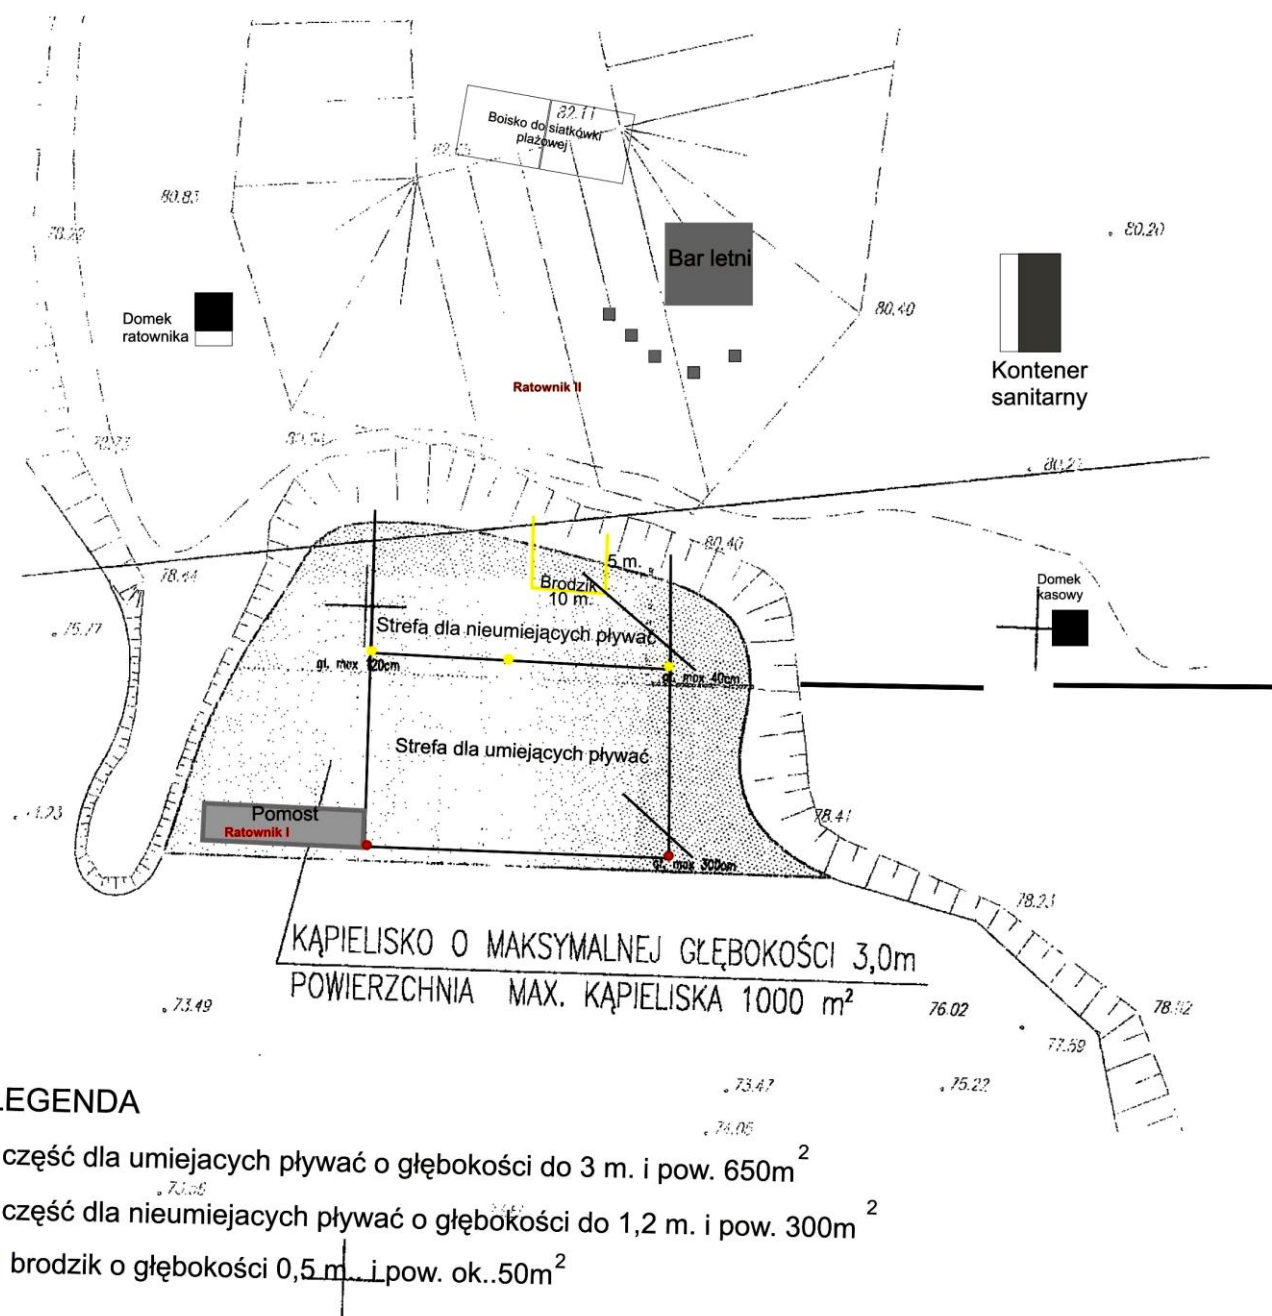 82.11
Boisko do siatkówki
plażowej
80.83
78.22
80.20
Bar letni
Domek
ratownika
80.40
Kontener
sanitarny
Ratownik II
80.40
78.44
5 m.
Brodzik
10 m
Domek
kasowy
75.77
Strefa dla nieumiejących pływać
gł. max 120cm
gł. max 40cm
Strefa dla umiejących pływać
Pomost
Ratownik I
78.41
gł. max 300cm
78.23
KĄPIELISKO O MAKSYMALNEJ GŁĘBOKOŚCI 3,0m
POWIERZCHNIA MAX. KĄPIELISKA 1000 m²
73.49
76.02
77.59
73.47
75.22
74.05
LEGENDA
część dla umiejacych pływać o głębokości do 3 m. i pow. 650m²
część dla nieumiejacych pływać o głębokości do 1,2 m. i pow. 300m²
brodzik o głębokości 0,5 m.. i pow. ok..50m²